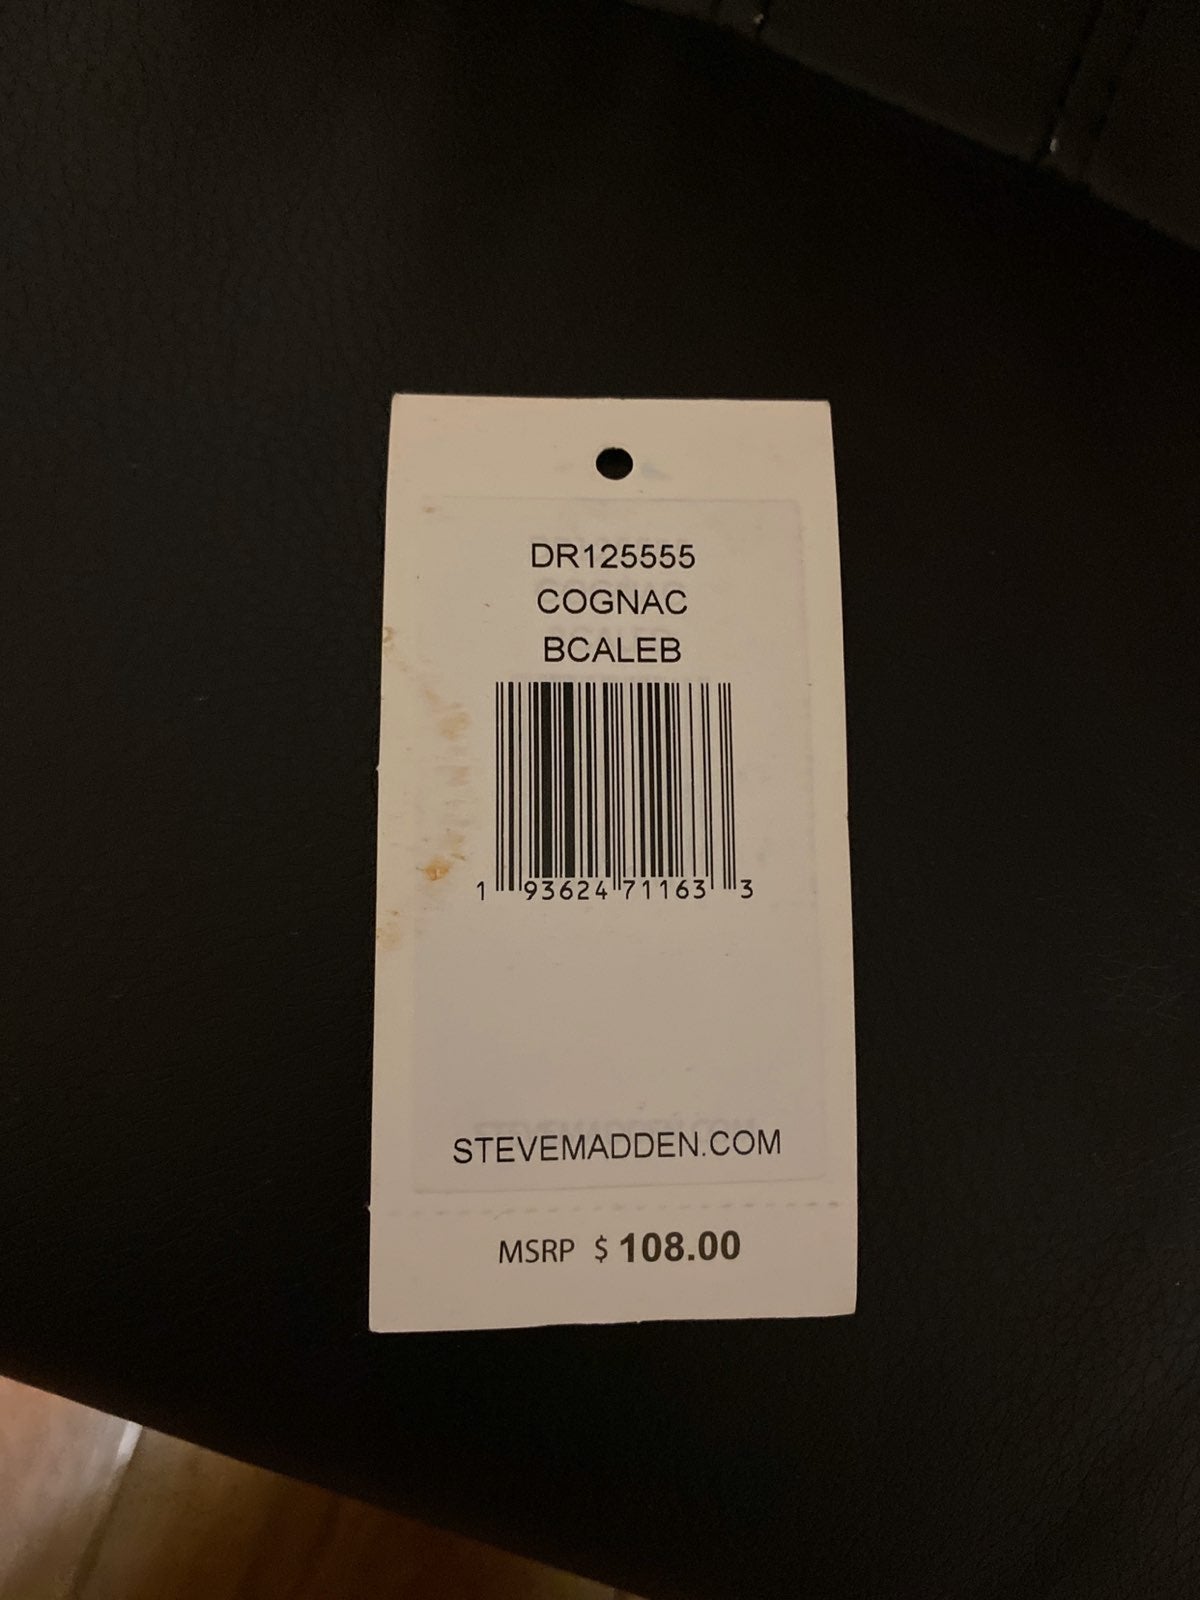 DR125555
COGNAC
BCALEB
1 93624 71163 3
STEVEMADDEN.COM
MSRP $ 108.00